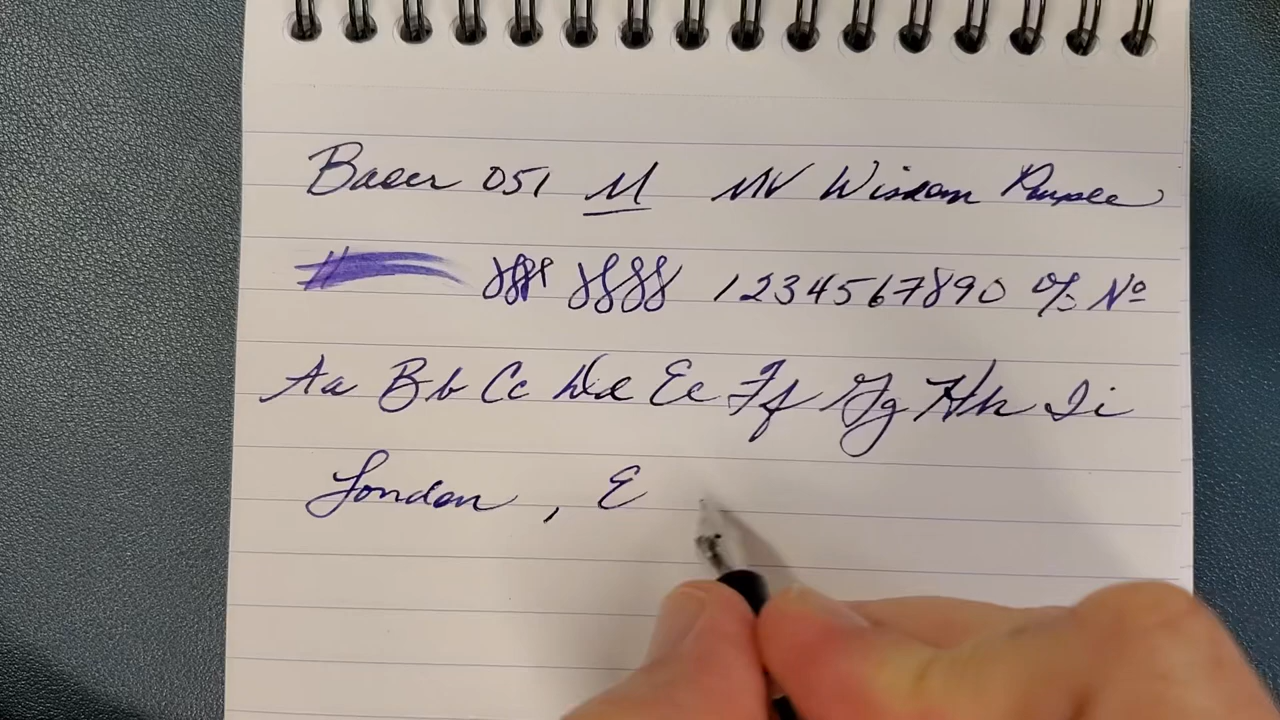 Baoer 051 M MV Wisdom Purple
1234567890 % Nº
Aa Bb Cc Dd Ee Ff Gg Hh Ii
London , E